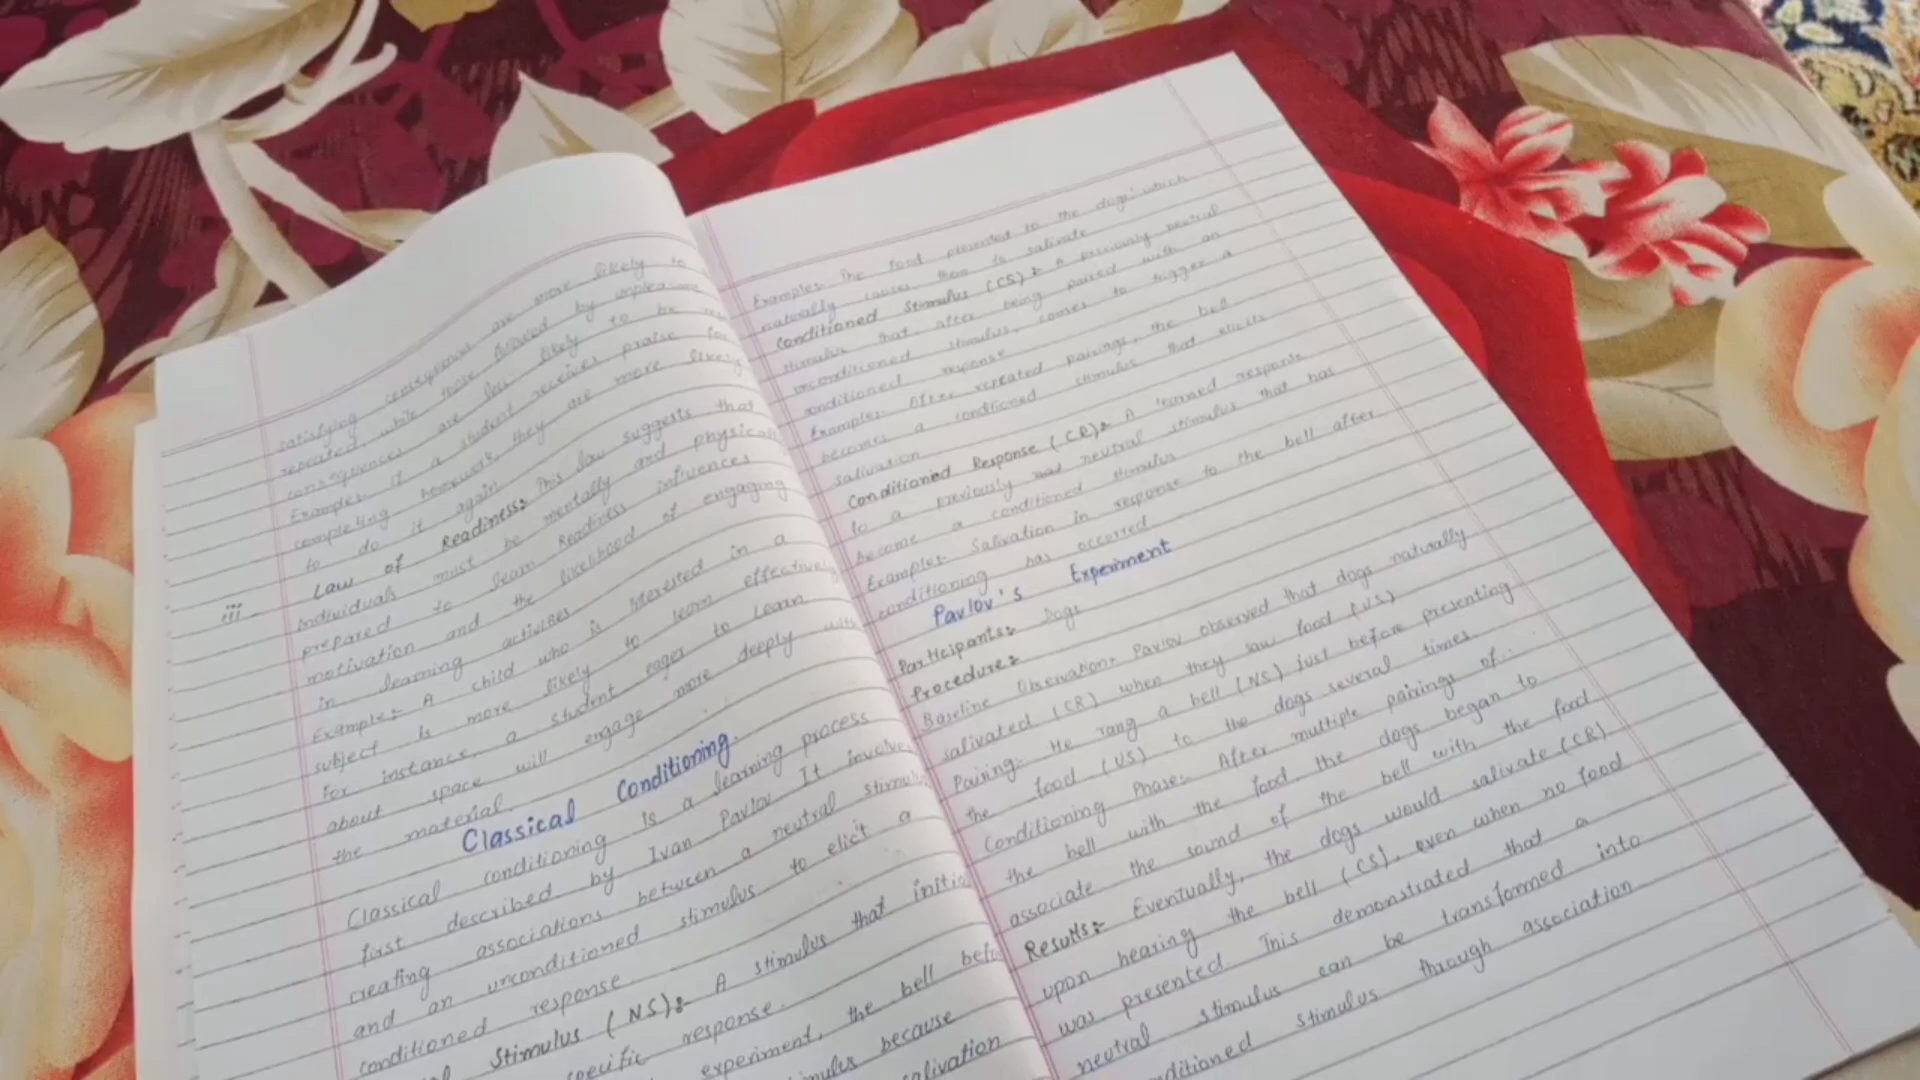 satisfying consequences are more likely to
repeated, while those followed by unpleasant
consequences are less likely to be
Example:- If a student receives praise for
completing homework, they are more likely
to do it again.
iii Law of Readiness:- This law suggests that
individuals must be mentally and physically
prepared to learn Readiness influences
motivation and the likelihood of engaging
in learning activities.
Example:- A child who is interested in a
subject is more likely to learn effectively
For instance, a student eager to learn
about space will engage more deeply with
the material.
Classical Conditioning.
Classical conditioning is a learning process
first described by Ivan Pavlov It involves
creating associations between a neutral stimulus
and an unconditioned stimulus to elicit a
conditioned response.
Stimulus (NS):- A stimulus that initia
specific response.
experiment, the bell befo
because
salivation
Example:- The food presented to the dogs which
naturally causes them to salivate
Conditioned Stimulus (CS):- A previously neutral
stimulus that, after being paired with an
unconditioned stimulus, comes to trigger a
conditioned response
Example:- After repeated pairings, the bell
becomes a conditioned stimulus that elicits
salivation
Conditioned Response (CR):- A learned response
to a previously neutral stimulus that has
become a conditioned stimulus
Example:- Salivation in response to the bell after
conditioning has occorred
Pavlov's Experiment
Participants:- Dogs
Procedure:-
Baseline Observation:- Pavlov observed that dogs naturally
salivated (CR) when they saw food (US)
Pairing:- He rang a bell (NS) just before presenting
the food (US) to the dogs several times
Conditioning Phase:- After multiple pairings of
the bell with the food, the dogs began to
associate the sound of the bell with the food
Results:- Eventually, the dogs would salivate (CR)
upon hearing the bell (CS), even when no food
was presented This demonstrated that a
neutral stimulus can be transformed into
nditioned stimulus through association